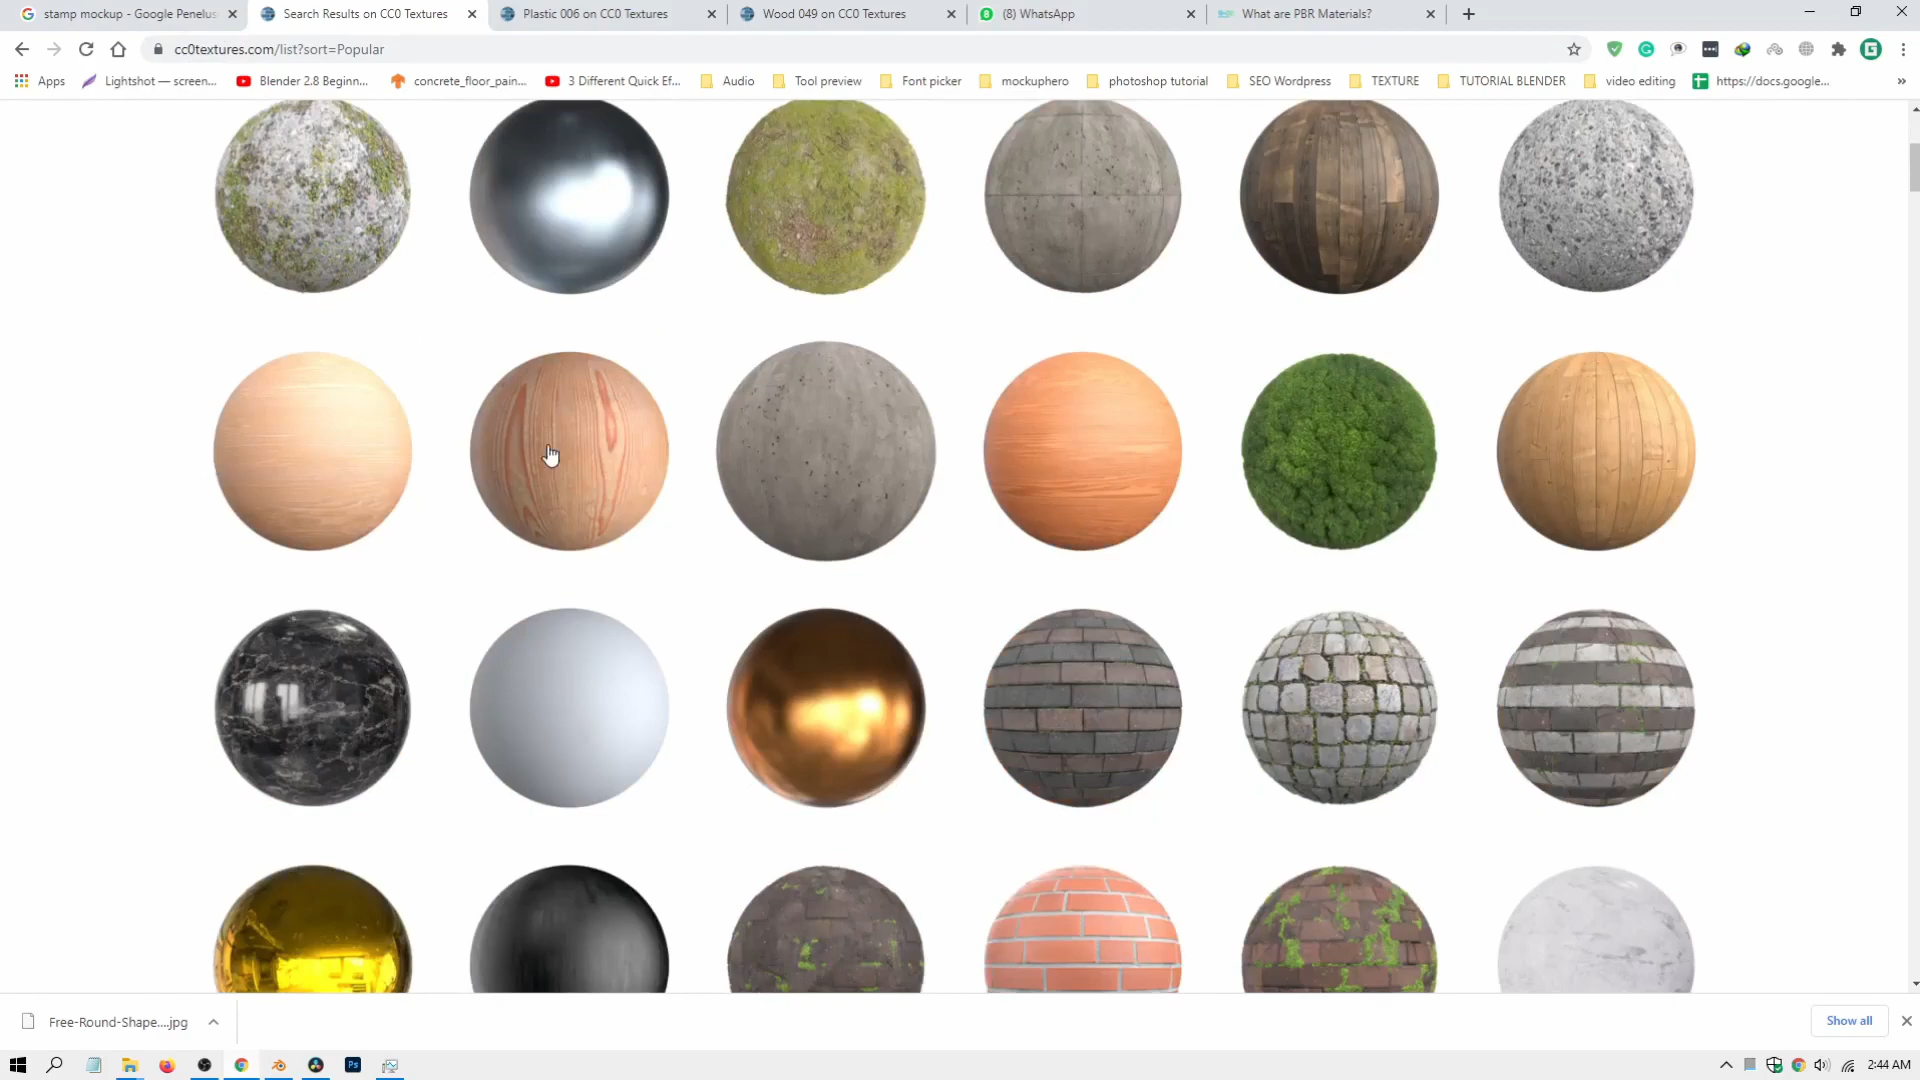 stamp mockup - Google Penelus
Search Results on CC0 Textures
Plastic 006 on CC0 Textures
Wood 049 on CC0 Textures
(8) WhatsApp
What are PBR Materials?
cc0textures.com/list?sort=Popular
Apps
Lightshot — screen...
Blender 2.8 Beginn...
concrete_floor_pain...
3 Different Quick Ef...
Audio
Tool preview
Font picker
mockuphero
photoshop tutorial
SEO Wordpress
TEXTURE
TUTORIAL BLENDER
video editing
https://docs.google...
Free-Round-Shape....jpg
Show all
Ps
2:44 AM